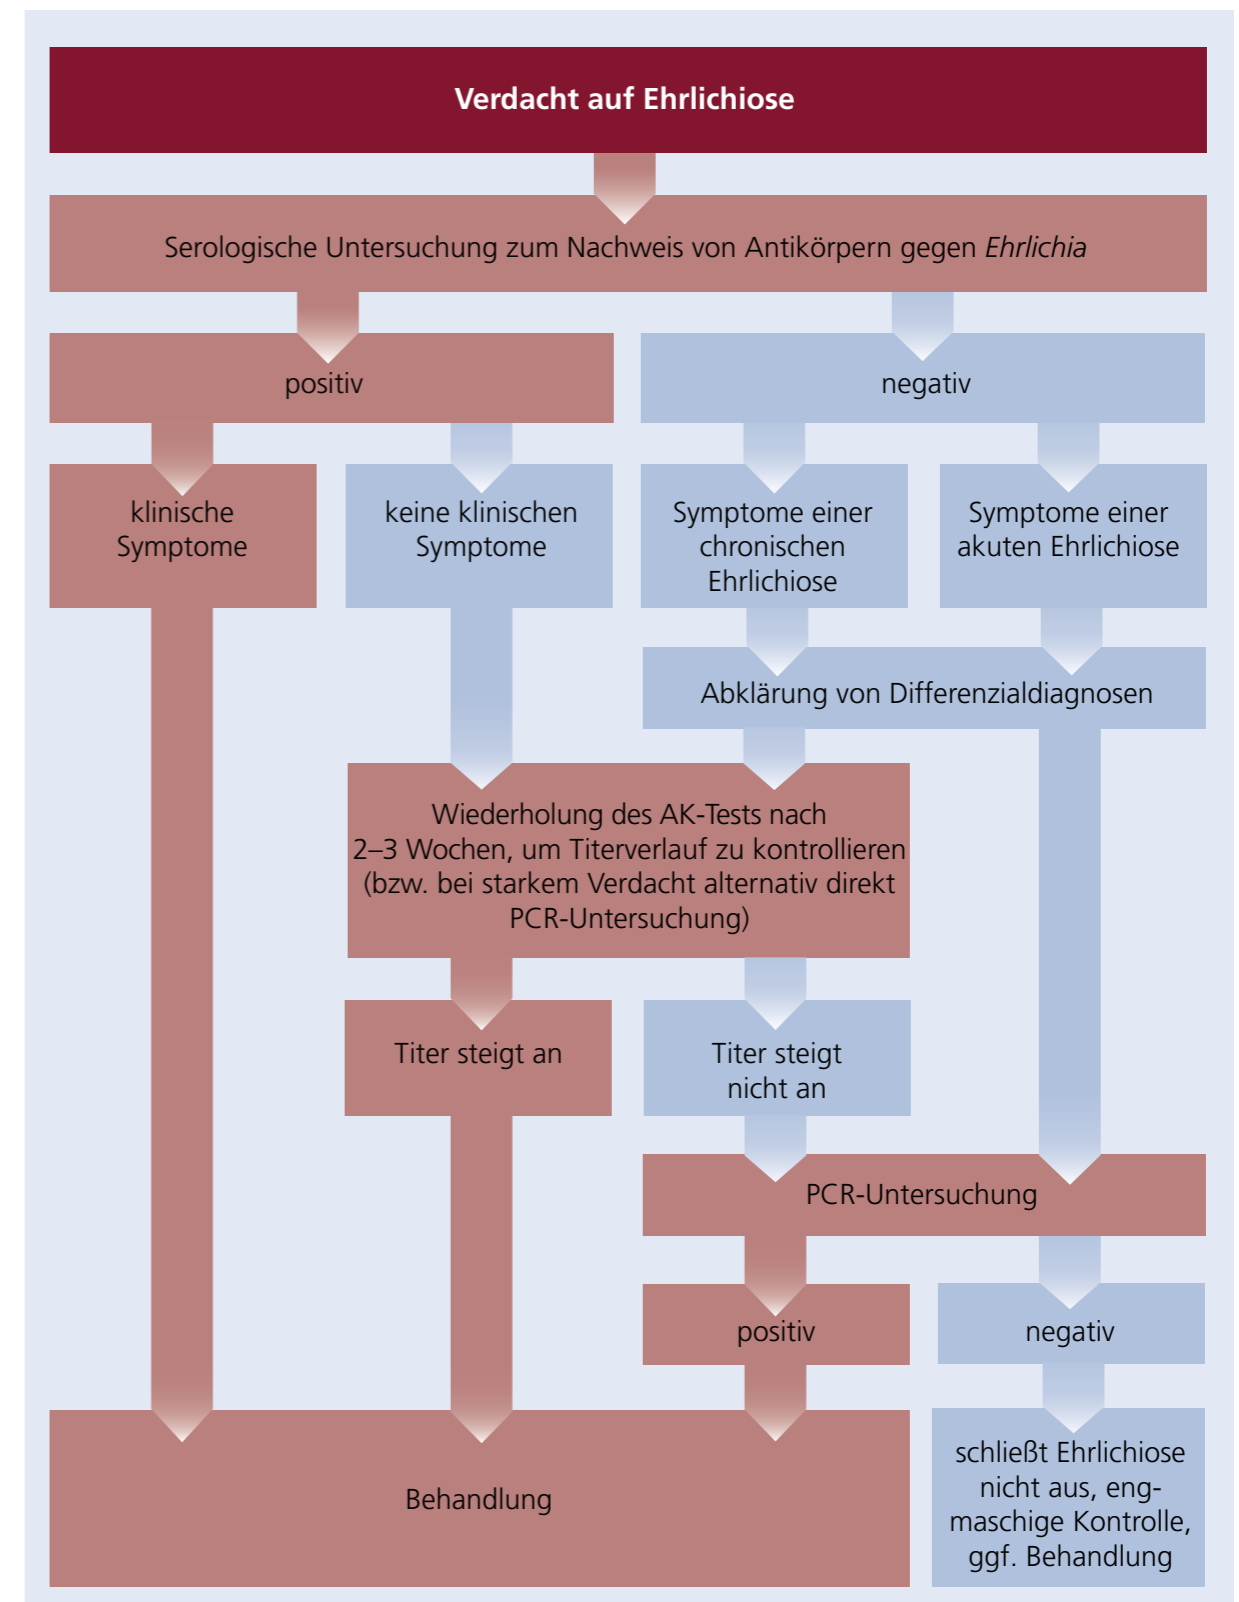 Verdacht auf Ehrlichiose
Serologische Untersuchung zum Nachweis von Antikörpern gegen Ehrlichia
positiv
negativ
klinische
Symptome
keine klinischen
Symptome
Symptome einer
chronischen
Ehrlichiose
Symptome einer
akuten Ehrlichiose
Abklärung von Differenzialdiagnosen
Wiederholung des AK-Tests nach
2–3 Wochen, um Titerverlauf zu kontrollieren
(bzw. bei starkem Verdacht alternativ direkt
PCR-Untersuchung)
Titer steigt an
Titer steigt
nicht an
PCR-Untersuchung
positiv
negativ
Behandlung
schließt Ehrlichiose
nicht aus, eng-
maschige Kontrolle,
ggf. Behandlung